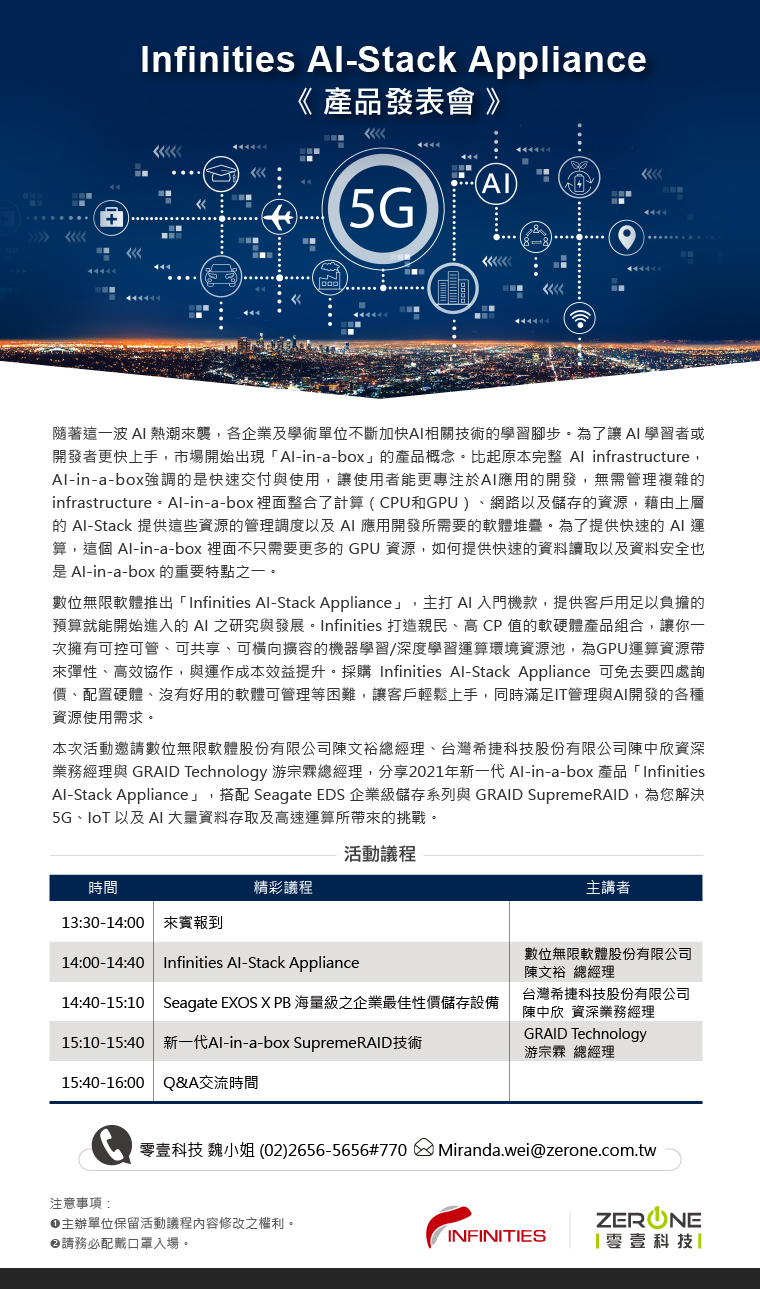 Infinities AI-Stack Appliance
《 產品發表會 》
5G
AI
隨著這一波 AI 熱潮來襲，各企業及學術單位不斷加快AI相關技術的學習腳步。為了讓 AI 學習者或
開發者更快上手，市場開始出現「AI-in-a-box」的產品概念。比起原本完整 AI infrastructure，
AI-in-a-box強調的是快速交付與使用，讓使用者能更專注於AI應用的開發，無需管理複雜的
infrastructure。AI-in-a-box 裡面整合了計算（CPU和GPU）、網路以及儲存的資源，藉由上層
的 AI-Stack 提供這些資源的管理調度以及 AI 應用開發所需要的軟體堆疊。為了提供快速的 AI 運
算，這個 AI-in-a-box 裡面不只需要更多的 GPU 資源，如何提供快速的資料讀取以及資料安全也
是 AI-in-a-box 的重要特點之一。
數位無限軟體推出「Infinities AI-Stack Appliance」，主打 AI 入門機款，提供客戶用足以負擔的
預算就能開始進入的 AI 之研究與發展。Infinities 打造親民、高 CP 值的軟硬體產品組合，讓你一
次擁有可控可管、可共享、可橫向擴容的機器學習/深度學習運算環境資源池，為GPU運算資源帶
來彈性、高效協作，與運作成本效益提升。採購 Infinities AI-Stack Appliance 可免去要四處詢
價、配置硬體、沒有好用的軟體可管理等困難，讓客戶輕鬆上手，同時滿足IT管理與AI開發的各種
資源使用需求。
本次活動邀請數位無限軟體股份有限公司陳文裕總經理、台灣希捷科技股份有限公司陳中欣資深
業務經理與 GRAID Technology 游宗霖總經理，分享2021年新一代 AI-in-a-box 產品「Infinities
AI-Stack Appliance」，搭配 Seagate EDS 企業級儲存系列與 GRAID SupremeRAID，為您解決
5G、IoT 以及 AI 大量資料存取及高速運算所帶來的挑戰。
活動議程
時間 精彩議程 主講者
13:30-14:00 來賓報到
14:00-14:40 Infinities AI-Stack Appliance 數位無限軟體股份有限公司
陳文裕 總經理
14:40-15:10 Seagate EXOS X PB 海量級之企業最佳性價儲存設備 台灣希捷科技股份有限公司
陳中欣 資深業務經理
15:10-15:40 新一代AI-in-a-box SupremeRAID技術 GRAID Technology
游宗霖 總經理
15:40-16:00 Q&A交流時間
零壹科技 魏小姐 (02)2656-5656#770 Miranda.wei@zerone.com.tw
注意事項：
❶主辦單位保留活動議程內容修改之權利。
❷請務必配戴口罩入場。
INFINITIES
ZERONE
零壹科技